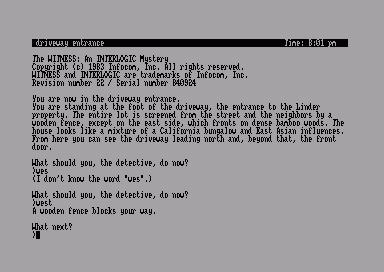 driveway entrance Time: 8:01 pm
The WITNESS: An INTERLOGIC Mystery
Copyright (c) 1983 Infocom, Inc. All rights reserved.
WITNESS and INTERLOGIC are trademarks of Infocom, Inc.
Revision number 22 / Serial number 840924
You are now in the driveway entrance.
You are standing at the foot of the driveway, the entrance to the Linder
property. The entire lot is screened from the street and the neighbors by a
wooden fence, except on the east side, which fronts on dense bamboo woods. The
house looks like a mixture of a California bungalow and East Asian influences.
From here you can see the driveway leading north and, beyond that, the front
door.
What should you, the detective, do now?
>wes
(I don't know the word "wes".)
What should you, the detective, do now?
>west
A wooden fence blocks your way.
What next?
>